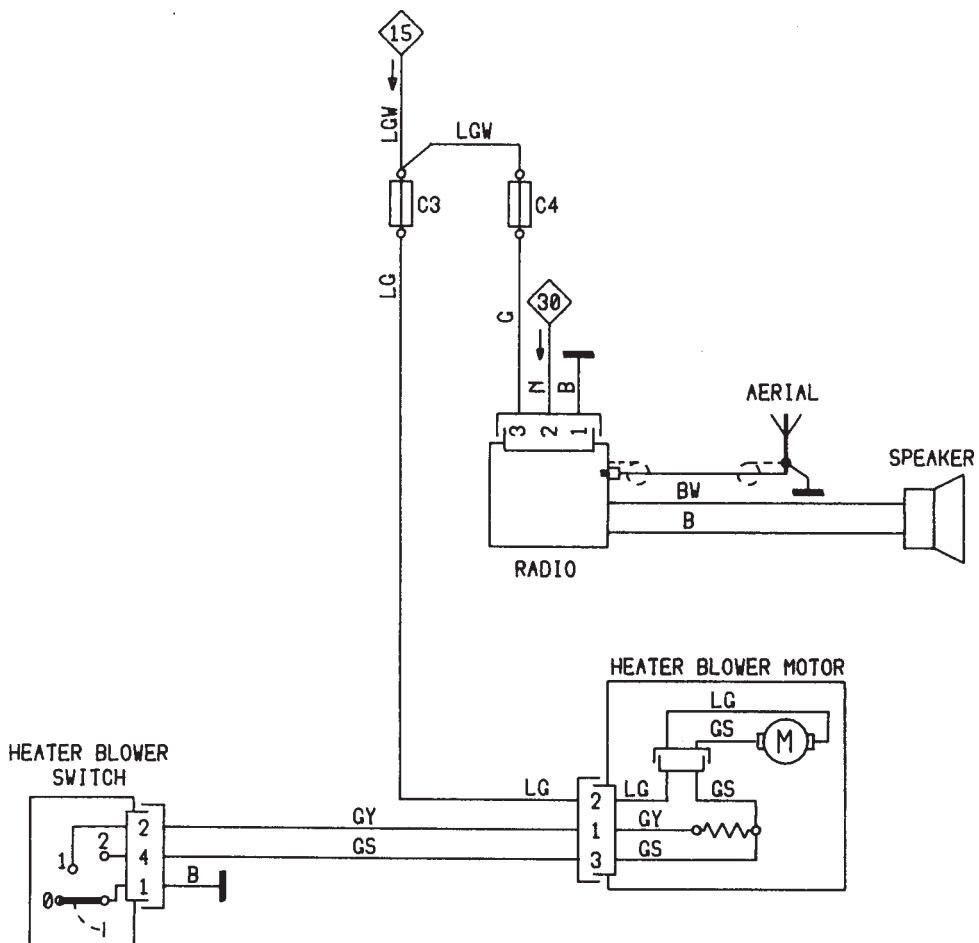 15
LGW
LGW
C3
C4
LG
G
30
N
B
3 2 1
AERIAL
SPEAKER
BW
B
RADIO
HEATER BLOWER MOTOR
LG
GS
M
HEATER BLOWER
SWITCH
LG
2
LG
GS
2
GY
1
GY
1
2
4
GS
3
GS
1
B
0